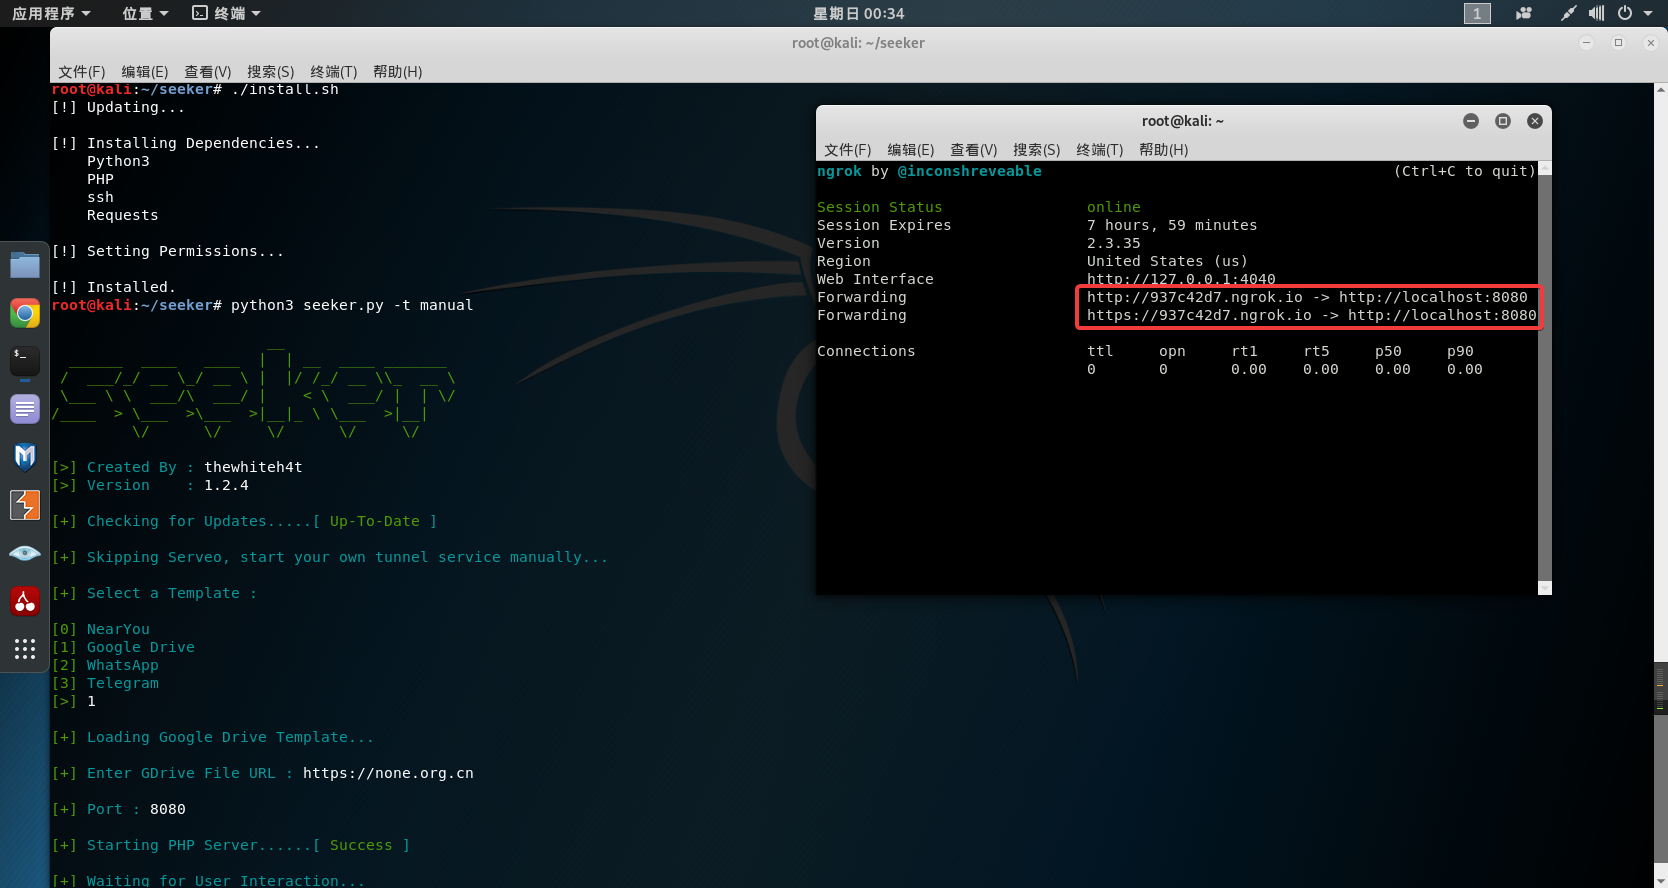 应用程序 位置 终端 星期日 00:34 1
root@kali: ~/seeker
文件(F) 编辑(E) 查看(V) 搜索(S) 终端(T) 帮助(H)
root@kali:~/seeker# ./install.sh
[!] Updating...
[!] Installing Dependencies...
Python3
PHP
ssh
Requests
[!] Setting Permissions...
[!] Installed.
root@kali:~/seeker# python3 seeker.py -t manual
seeker
[>] Created By : thewhiteh4t
[>] Version    : 1.2.4
[+] Checking for Updates.....[ Up-To-Date ]
[+] Skipping Serveo, start your own tunnel service manually...
[+] Select a Template :
[0] NearYou
[1] Google Drive
[2] WhatsApp
[3] Telegram
[>] 1
[+] Loading Google Drive Template...
[+] Enter GDrive File URL : https://none.org.cn
[+] Port : 8080
[+] Starting PHP Server......[ Success ]
[+] Waiting for User Interaction...
root@kali: ~
文件(F) 编辑(E) 查看(V) 搜索(S) 终端(T) 帮助(H)
ngrok by @inconshreveable (Ctrl+C to quit)
Session Status online
Session Expires 7 hours, 59 minutes
Version 2.3.35
Region United States (us)
Web Interface http://127.0.0.1:4040
Forwarding http://937c42d7.ngrok.io -> http://localhost:8080
Forwarding https://937c42d7.ngrok.io -> http://localhost:8080
Connections ttl opn rt1 rt5 p50 p90
0 0 0.00 0.00 0.00 0.00